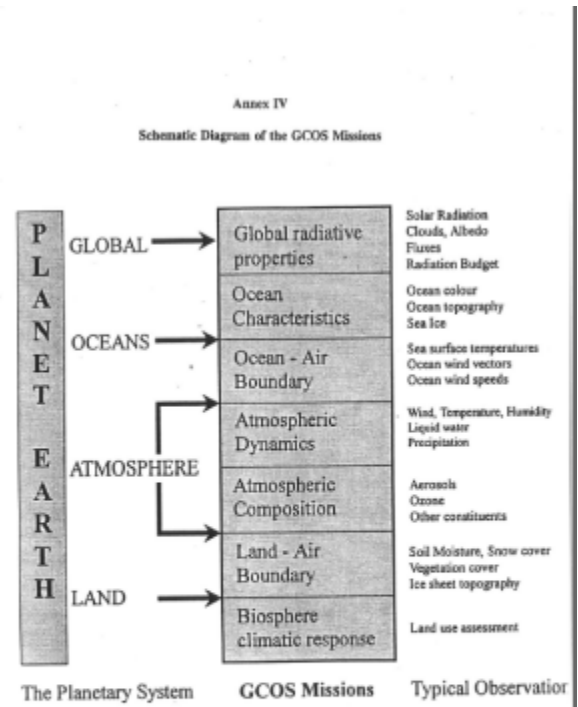 Annex IV
Schematic Diagram of the GCOS Missions
PLANET EARTH
GLOBAL
OCEANS
ATMOSPHERE
LAND
Global radiative
properties
Ocean
Characteristics
Ocean - Air
Boundary
Atmospheric
Dynamics
Atmospheric
Composition
Land - Air
Boundary
Biosphere
climatic response
Solar Radiation
Clouds, Albedo
Fluxes
Radiation Budget
Ocean colour
Ocean topography
Sea Ice
Sea surface temperatures
Ocean wind vectors
Ocean wind speeds
Wind, Temperature, Humidity
Liquid water
Precipitation
Aerosols
Ozone
Other constituents
Soil Moisture, Snow cover
Vegetation cover
Ice sheet topography
Land use assessment
The Planetary System
GCOS Missions
Typical Observation